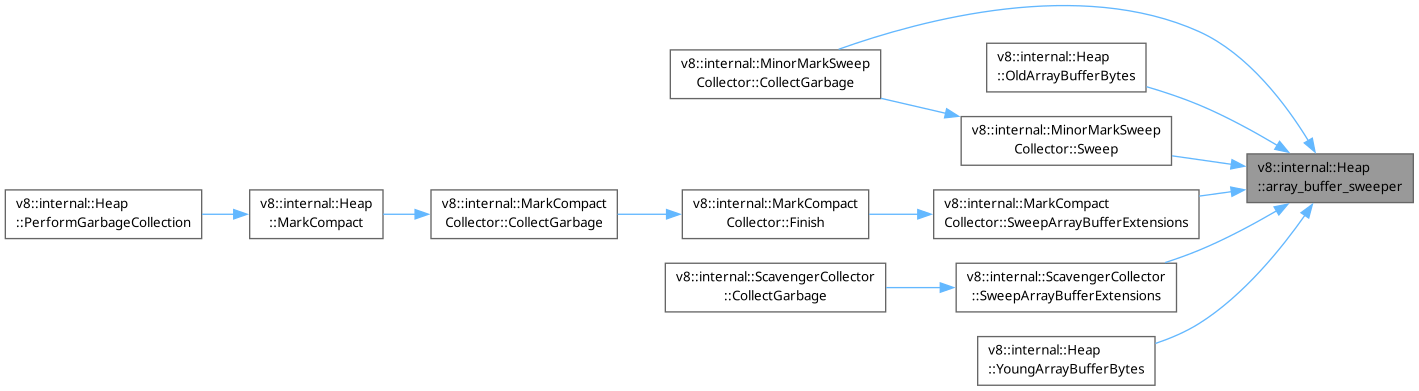 v8::internal::MinorMarkSweep
Collector::CollectGarbage
v8::internal::Heap
::OldArrayBufferBytes
v8::internal::MinorMarkSweep
Collector::Sweep
v8::internal::Heap
::array_buffer_sweeper
v8::internal::Heap
::PerformGarbageCollection
v8::internal::Heap
::MarkCompact
v8::internal::MarkCompact
Collector::CollectGarbage
v8::internal::MarkCompact
Collector::Finish
v8::internal::MarkCompact
Collector::SweepArrayBufferExtensions
v8::internal::ScavengerCollector
::CollectGarbage
v8::internal::ScavengerCollector
::SweepArrayBufferExtensions
v8::internal::Heap
::YoungArrayBufferBytes